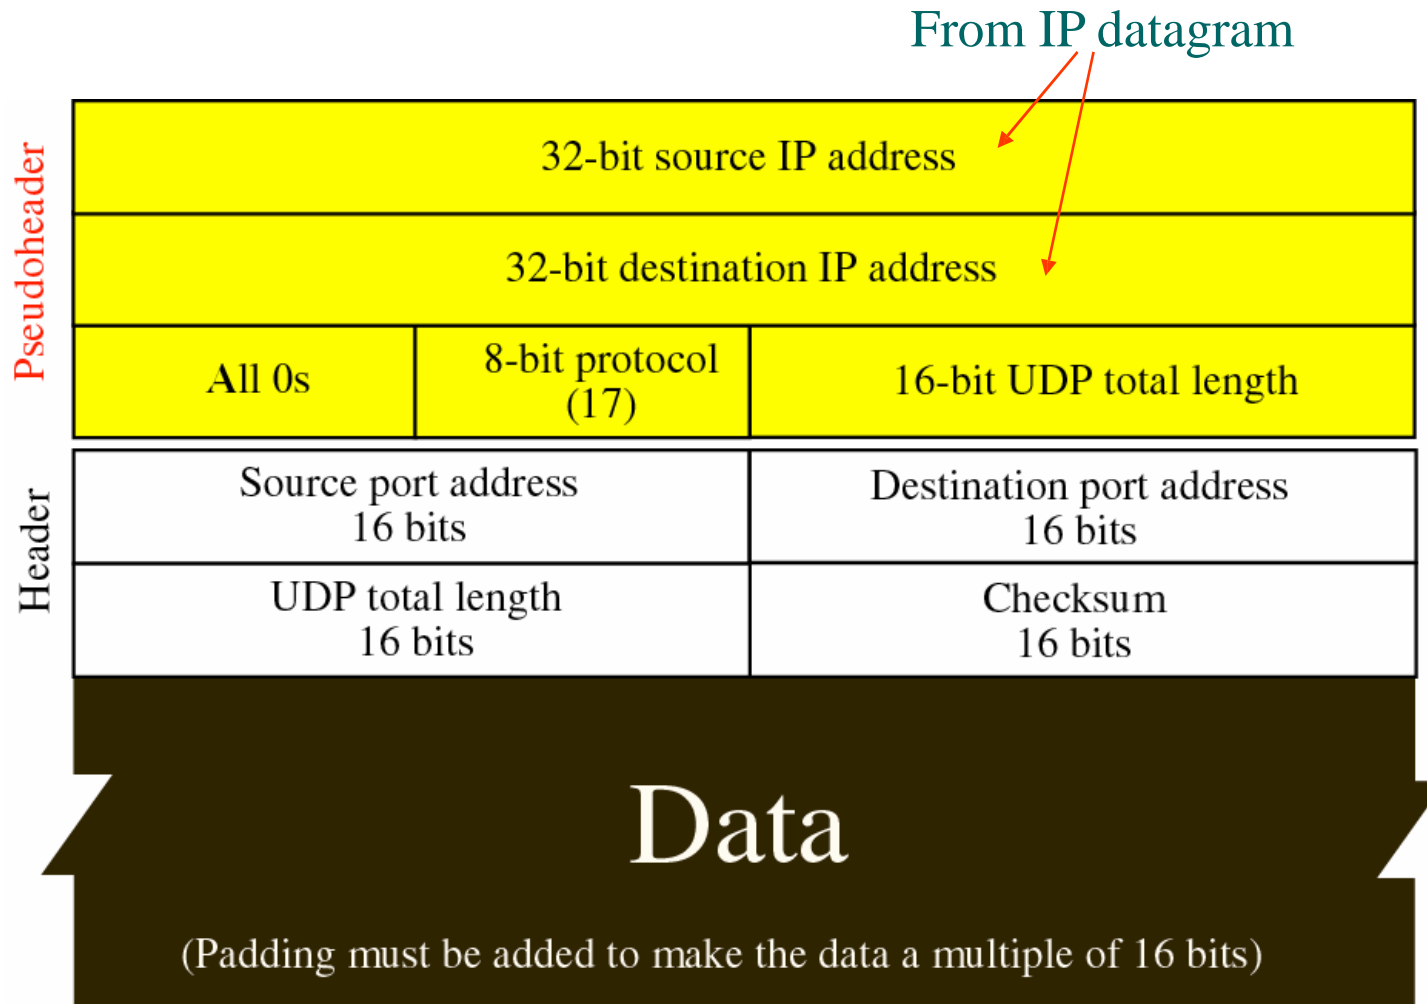 From IP datagram
Pseudoheader
32-bit source IP address
32-bit destination IP address
All 0s
8-bit protocol
(17)
16-bit UDP total length
Header
Source port address
16 bits
Destination port address
16 bits
UDP total length
16 bits
Checksum
16 bits
Data
(Padding must be added to make the data a multiple of 16 bits)